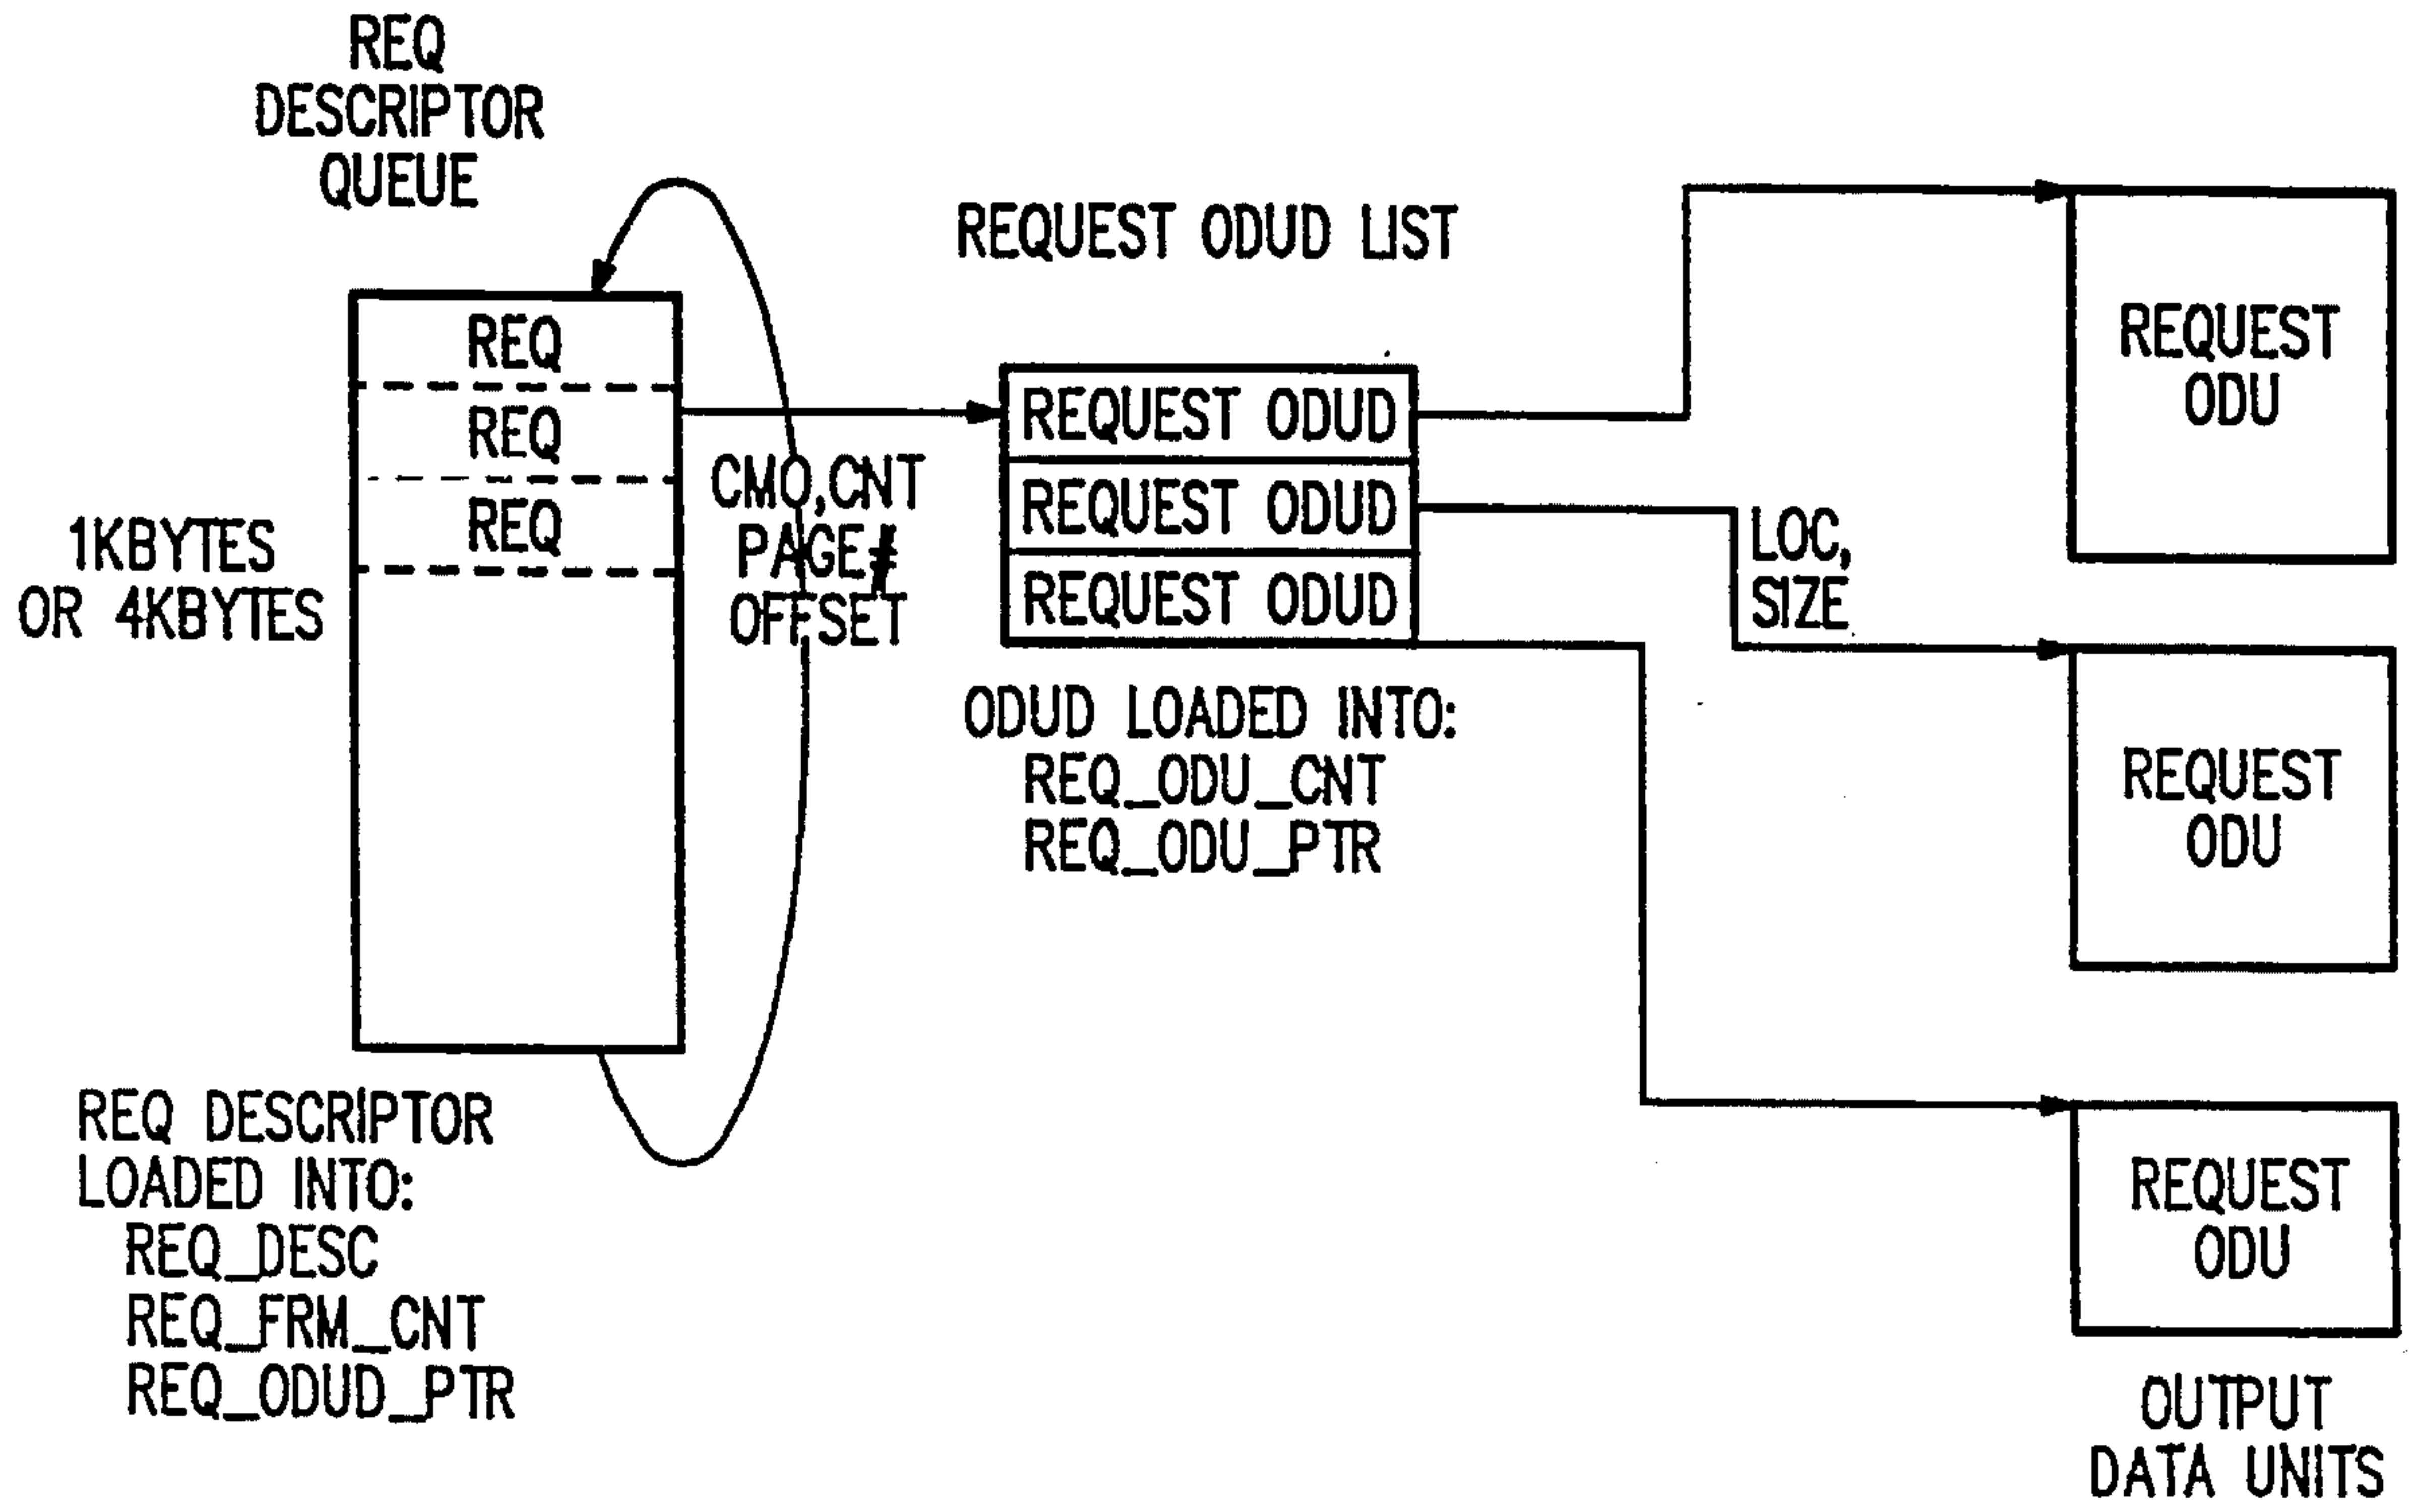 REQ
DESCRIPTOR
QUEUE
REQ
REQ
REQ
1KBYTES
OR 4KBYTES
CMO,CNT
PAGE#
OFFSET
REQ DESCRIPTOR
LOADED INTO:
REQ_DESC
REQ_FRM_CNT
REQ_ODUD_PTR
REQUEST ODUD LIST
REQUEST ODUD
REQUEST ODUD
REQUEST ODUD
ODUD LOADED INTO:
REQ_ODU_CNT
REQ_ODU_PTR
LOC,
SIZE
REQUEST
ODU
REQUEST
ODU
REQUEST
ODU
OUTPUT
DATA UNITS